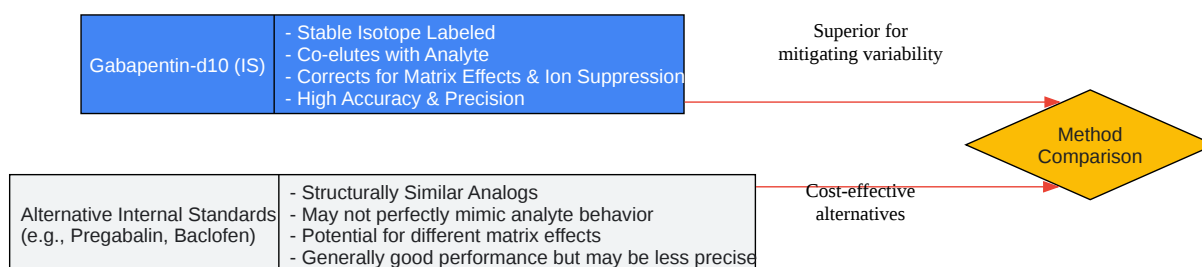 Gabapentin-d10 (IS)
- Stable Isotope Labeled
- Co-elutes with Analyte
- Corrects for Matrix Effects & Ion Suppression
- High Accuracy & Precision
Superior for
mitigating variability
Method
Comparison
Alternative Internal Standards
(e.g., Pregabalin, Baclofen)
- Structurally Similar Analogs
- May not perfectly mimic analyte behavior
- Potential for different matrix effects
- Generally good performance but may be less precise
Cost-effective
alternatives